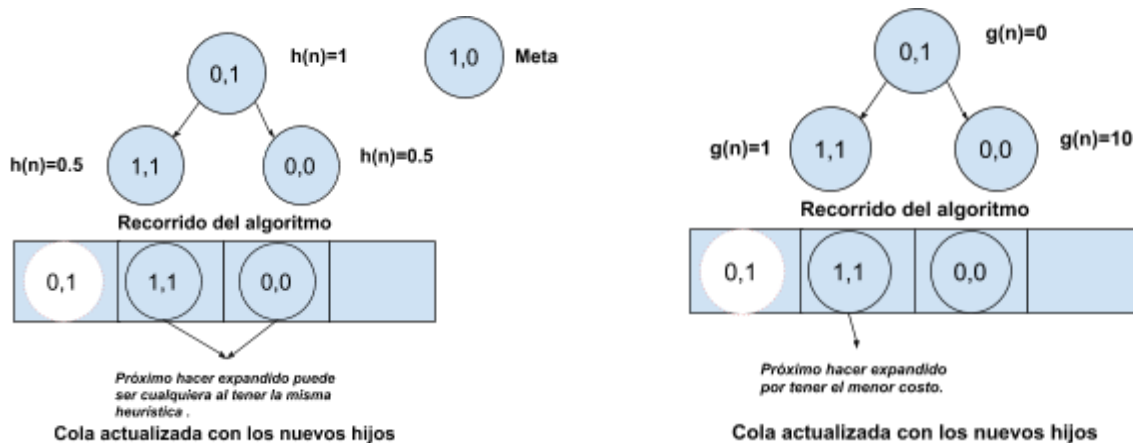 h(n)=1
0,1
1,0
Meta
h(n)=0.5
1,1
0,0
h(n)=0.5
Recorrido del algoritmo
0,1
1,1
0,0
Próximo hacer expandido puede
ser cualquiera al tener la misma
heurística .
Cola actualizada con los nuevos hijos
g(n)=0
0,1
g(n)=1
1,1
0,0
g(n)=10
Recorrido del algoritmo
0,1
1,1
0,0
Próximo hacer expandido
por tener el menor costo.
Cola actualizada con los nuevos hijos